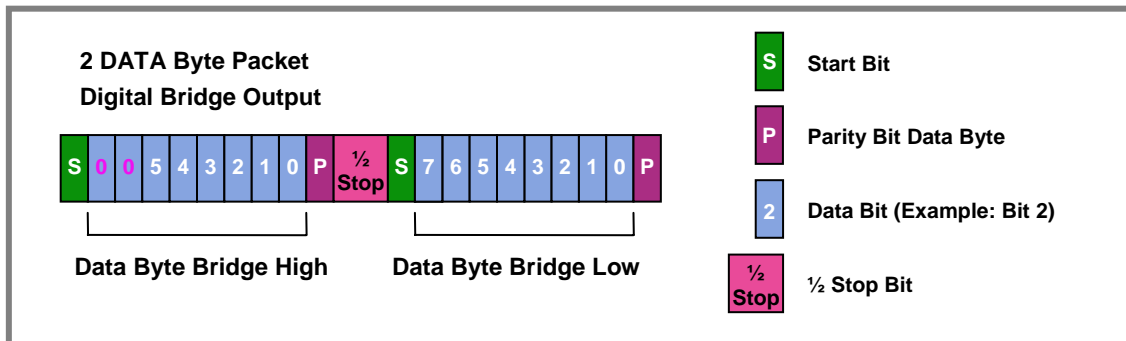 2 DATA Byte Packet
Digital Bridge Output
S 0 0 5 4 3 2 1 0 P ½ Stop S 7 6 5 4 3 2 1 0 P
Data Byte Bridge High
Data Byte Bridge Low
S Start Bit
P Parity Bit Data Byte
2 Data Bit (Example: Bit 2)
½ Stop ½ Stop Bit